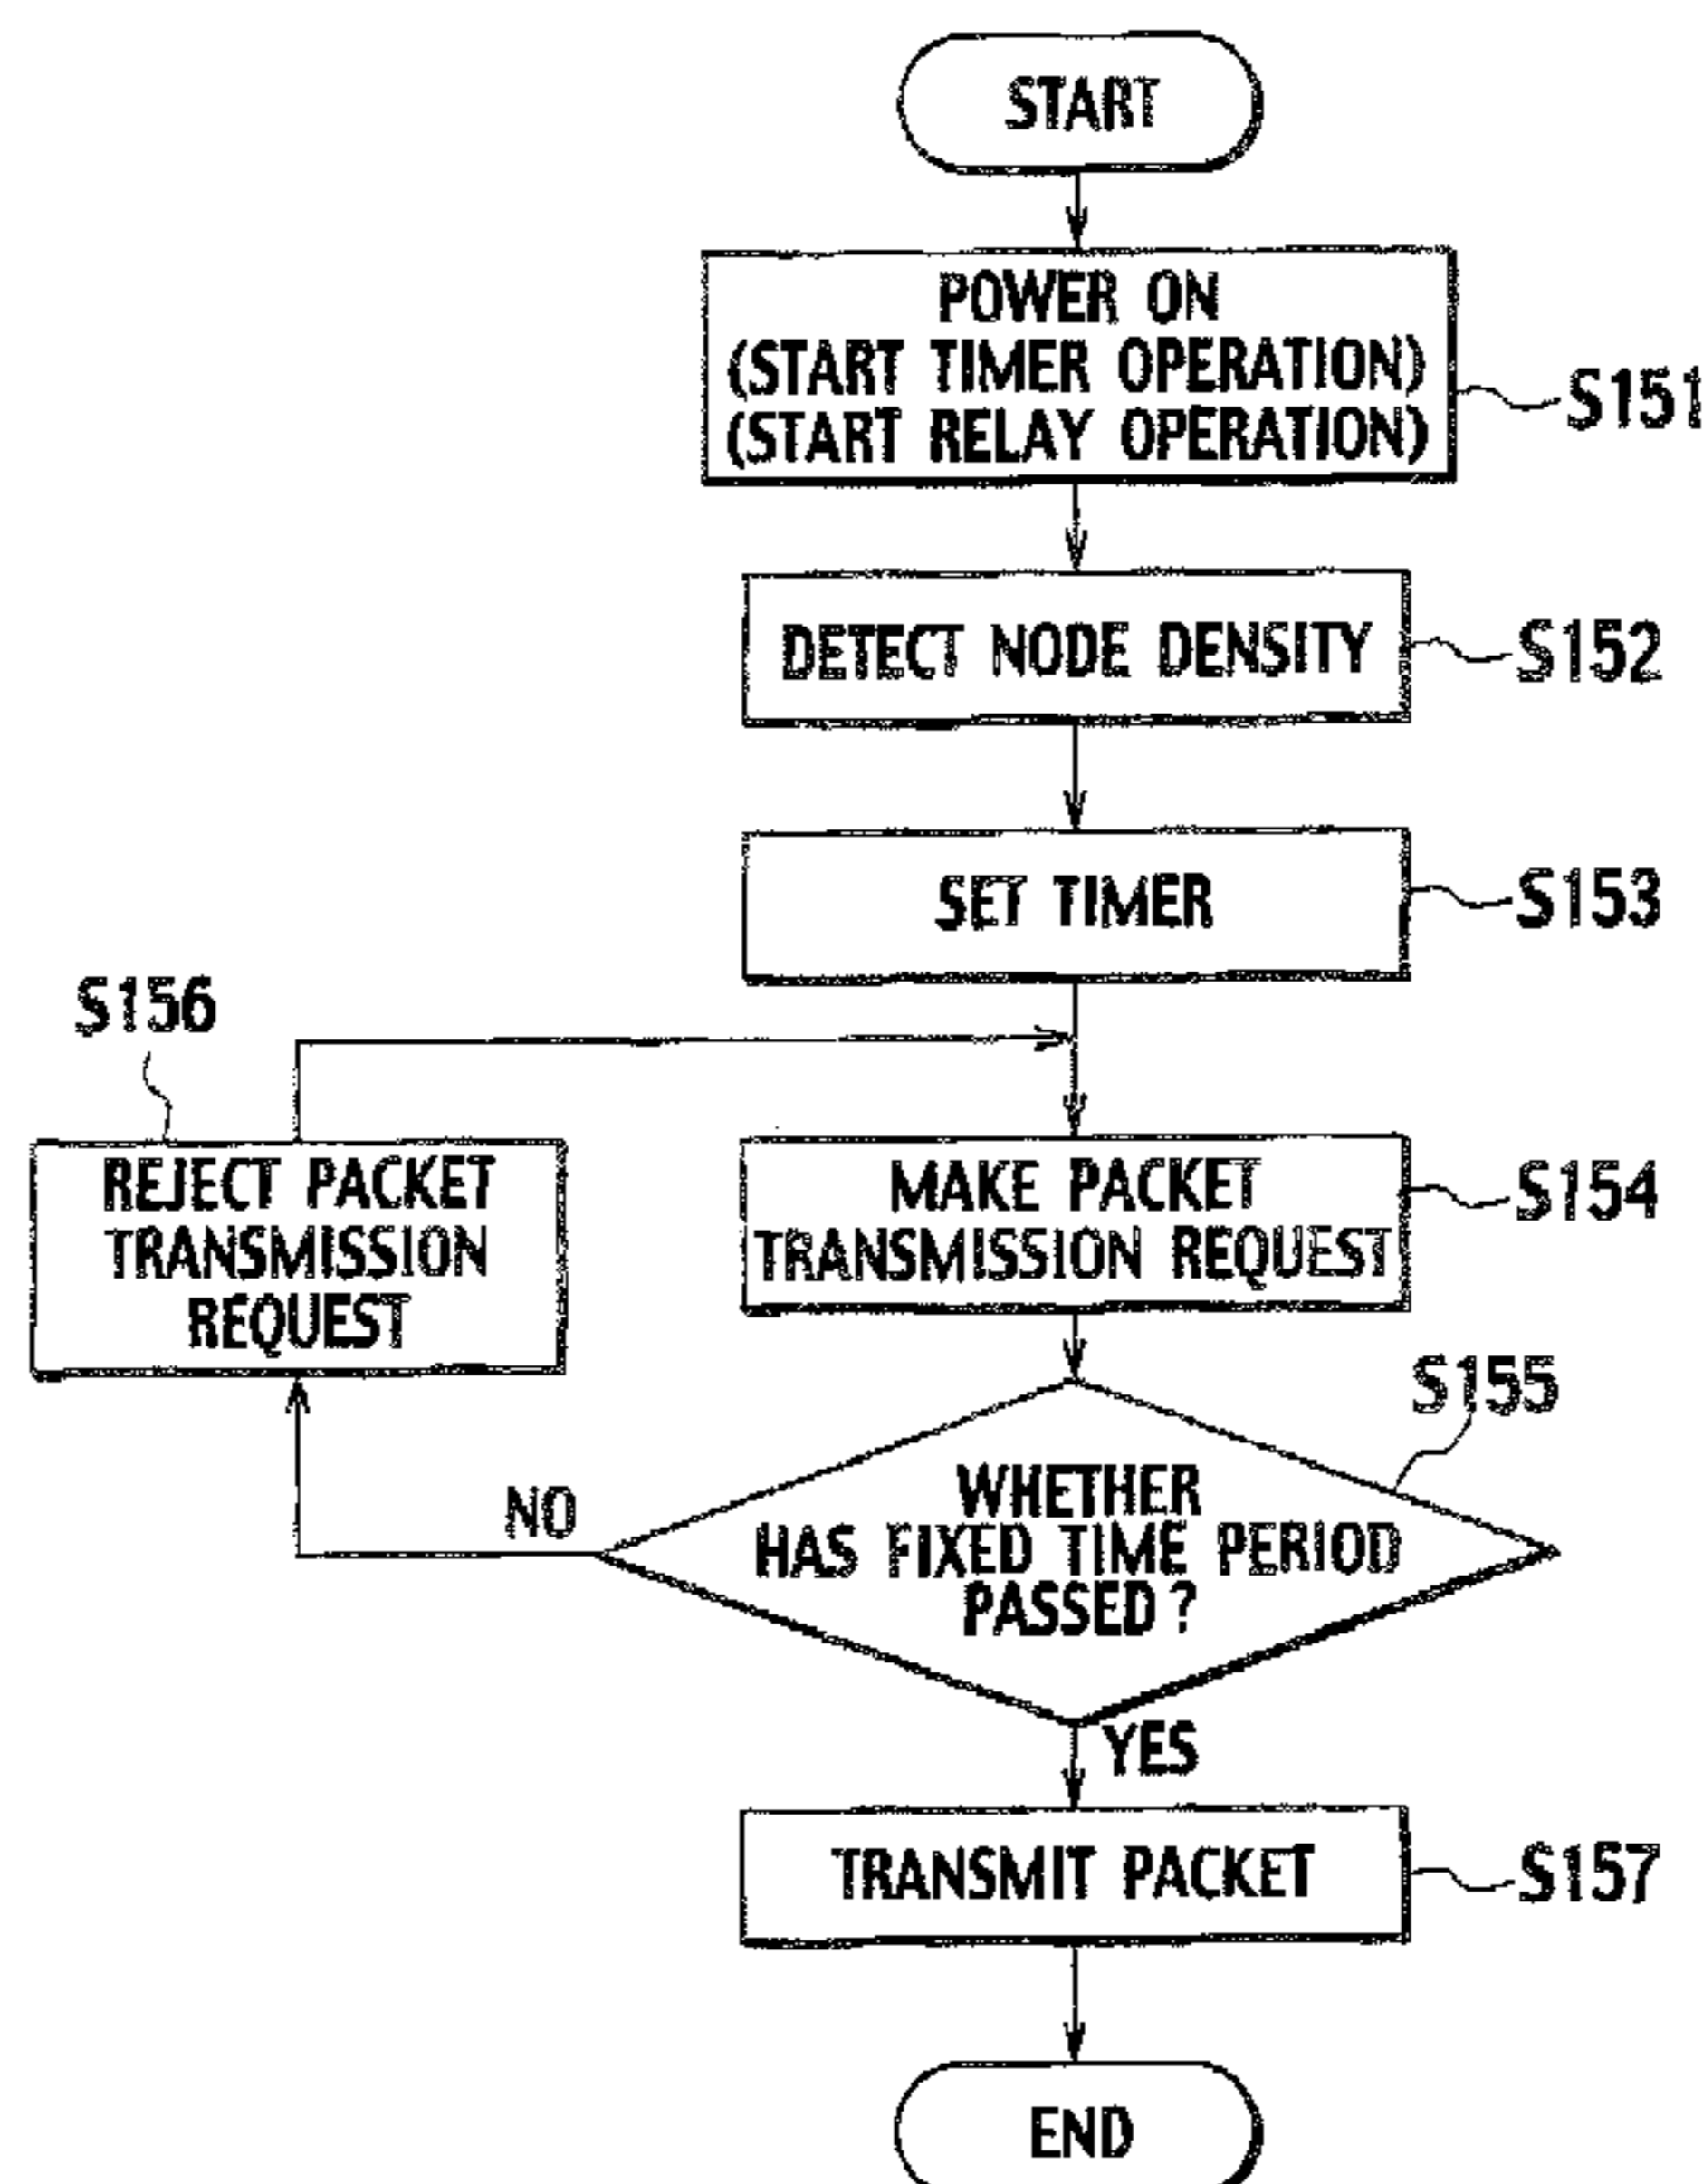 START
POWER ON
(START TIMER OPERATION)
(START RELAY OPERATION)
S151
DETECT NODE DENSITY
S152
SET TIMER
S153
S156
REJECT PACKET
TRANSMISSION
REQUEST
MAKE PACKET
TRANSMISSION REQUEST
S154
S155
WHETHER
HAS FIXED TIME PERIOD
PASSED?
NO
YES
TRANSMIT PACKET
S157
END